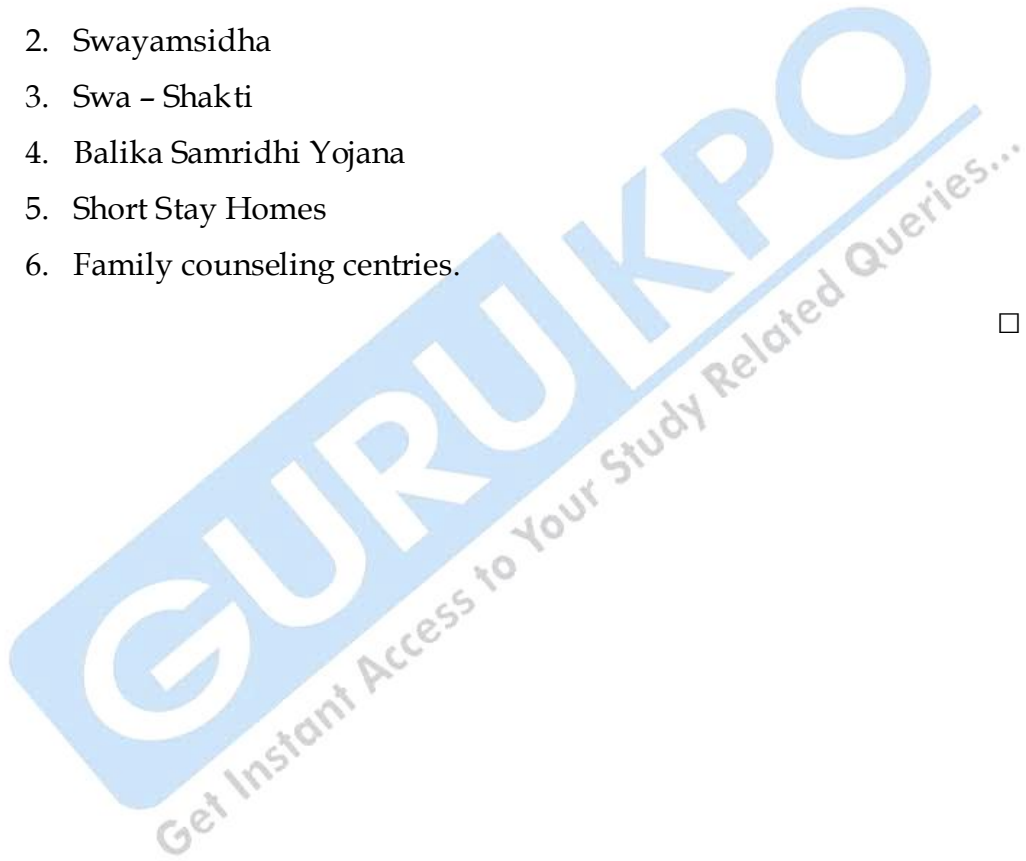 2. Swayamsidha
3. Swa – Shakti
4. Balika Samridhi Yojana
5. Short Stay Homes
6. Family counseling centries.
□
GURUKPO
Get Instant Access to Your Study Related Queries...